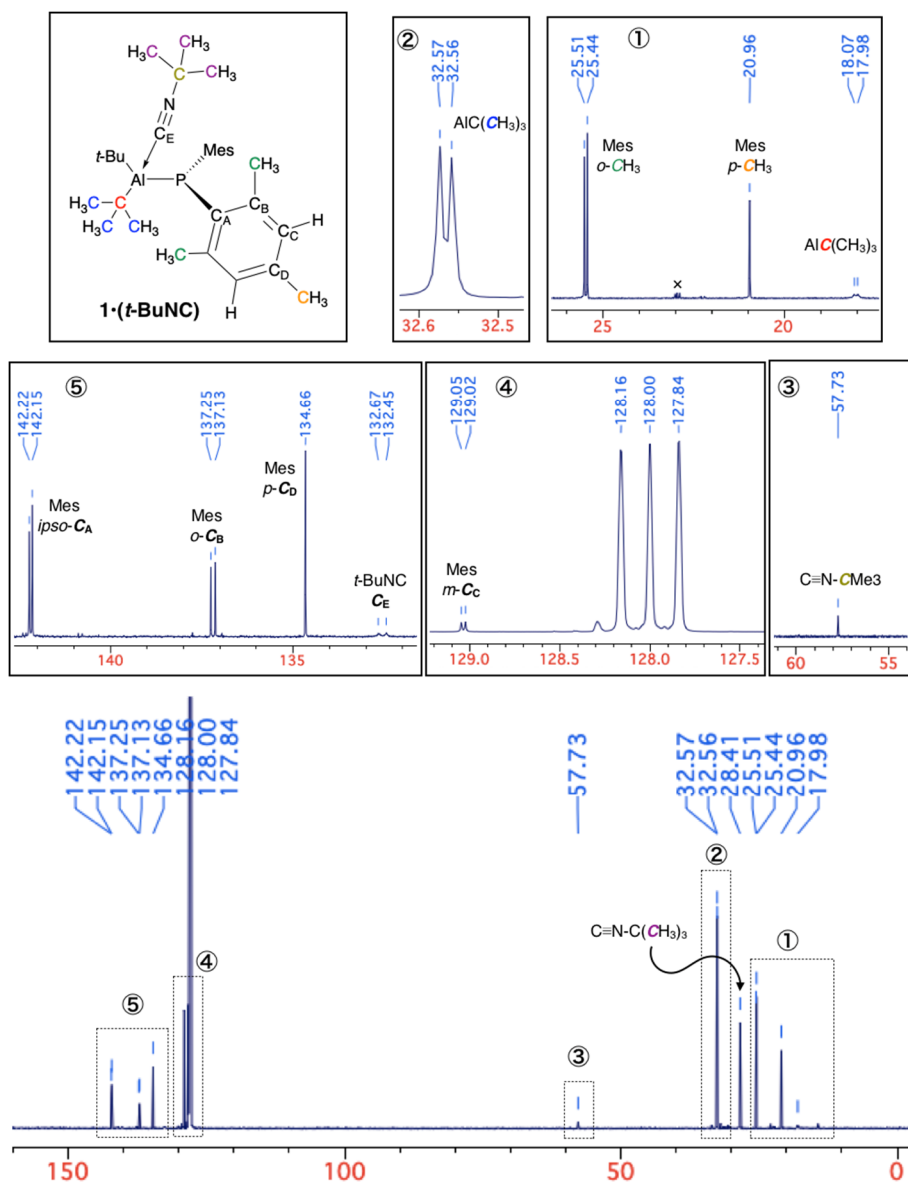 CH3
H3C
CH3
C
N
CE
t-Bu
Mes
CH3
Al
P
H3C
C
CA
CB
H
CC
H3C
CH3
H3C
CD
H
CH3
1•(t-BuNC)
②
32.57
32.56
AlC(CH3)3
32.6
32.5
①
25.51
25.44
20.96
18.07
17.98
Mes
o-CH3
Mes
p-CH3
AlC(CH3)3
×
25
20
⑤
142.22
142.15
137.25
137.13
134.66
132.67
132.45
Mes
ipso-CA
Mes
o-CB
Mes
p-CD
t-BuNC
CE
140
135
④
129.05
129.02
128.16
128.00
127.84
Mes
m-CC
129.0
128.5
128.0
127.5
③
57.73
C≡N-CMe3
60
55
142.22
142.15
137.25
137.13
134.66
128.16
128.00
127.84
57.73
32.57
32.56
28.41
25.51
25.44
20.96
17.98
⑤
④
③
②
①
C≡N-C(CH3)3
150
100
50
0